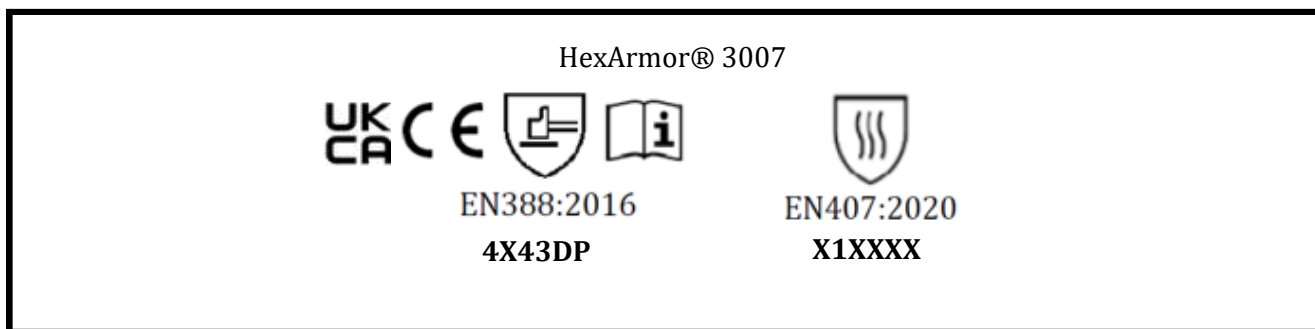 HexArmor® 3007
UK
CA CE i
EN388:2016 EN407:2020
4X43DP X1XXXX